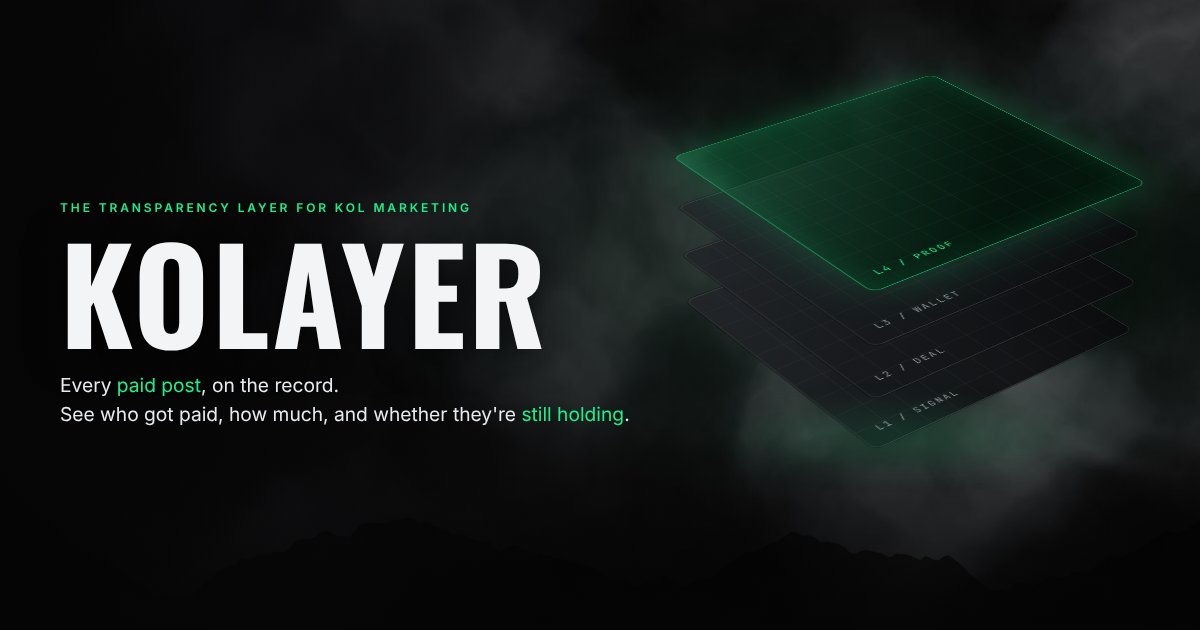 THE TRANSPARENCY LAYER FOR KOL MARKETING
KOLAYER
Every paid post, on the record.
See who got paid, how much, and whether they're still holding.
L4 / PROOF
L3 / WALLET
L2 / DEAL
L1 / SIGNAL